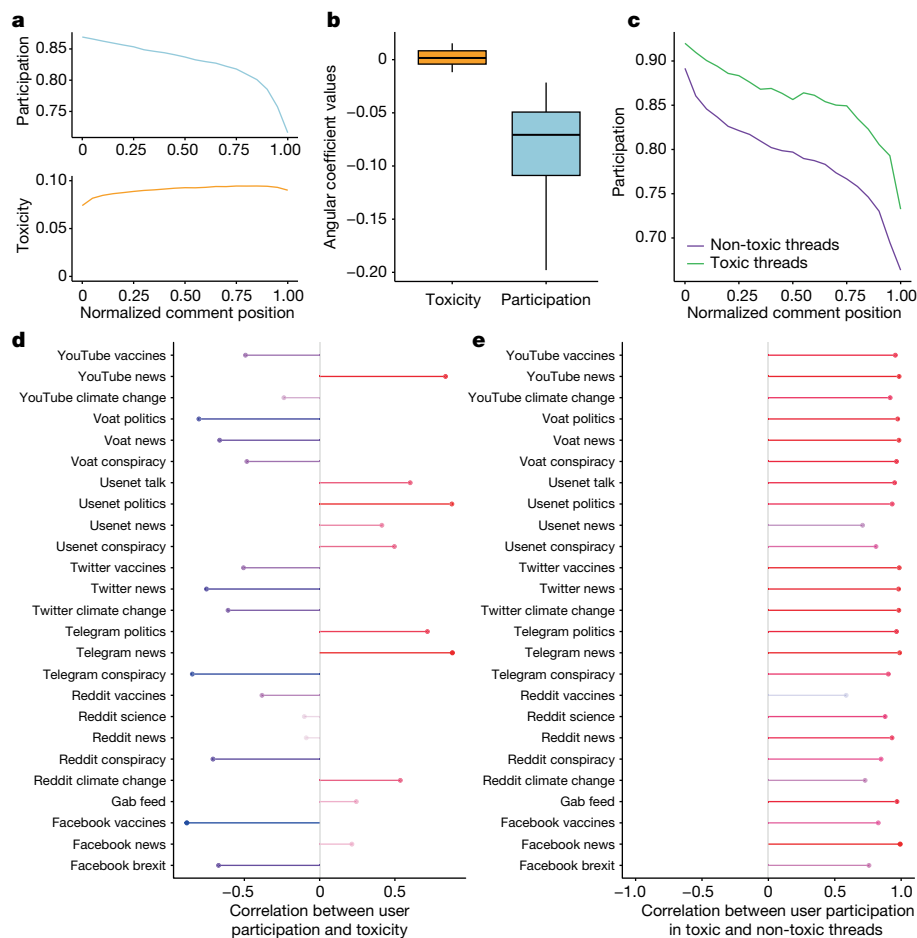 a
Participation
0.85
0.80
0.75
0 0.25 0.50 0.75 1.00
Toxicity
0.10
0.05
0
0 0.25 0.50 0.75 1.00
Normalized comment position
b
Angular coefficient values
0
−0.05
−0.10
−0.15
−0.20
Toxicity Participation
c
Participation
0.90
0.85
0.80
0.75
0.70
Non-toxic threads
Toxic threads
0 0.25 0.50 0.75 1.00
Normalized comment position
d
YouTube vaccines
YouTube news
YouTube climate change
Voat politics
Voat news
Voat conspiracy
Usenet talk
Usenet politics
Usenet news
Usenet conspiracy
Twitter vaccines
Twitter news
Twitter climate change
Telegram politics
Telegram news
Telegram conspiracy
Reddit vaccines
Reddit science
Reddit news
Reddit conspiracy
Reddit climate change
Gab feed
Facebook vaccines
Facebook news
Facebook brexit
−0.5 0 0.5
Correlation between user
participation and toxicity
e
YouTube vaccines
YouTube news
YouTube climate change
Voat politics
Voat news
Voat conspiracy
Usenet talk
Usenet politics
Usenet news
Usenet conspiracy
Twitter vaccines
Twitter news
Twitter climate change
Telegram politics
Telegram news
Telegram conspiracy
Reddit vaccines
Reddit science
Reddit news
Reddit conspiracy
Reddit climate change
Gab feed
Facebook vaccines
Facebook news
Facebook brexit
−1.0 −0.5 0 0.5 1.0
Correlation between user participation
in toxic and non-toxic threads